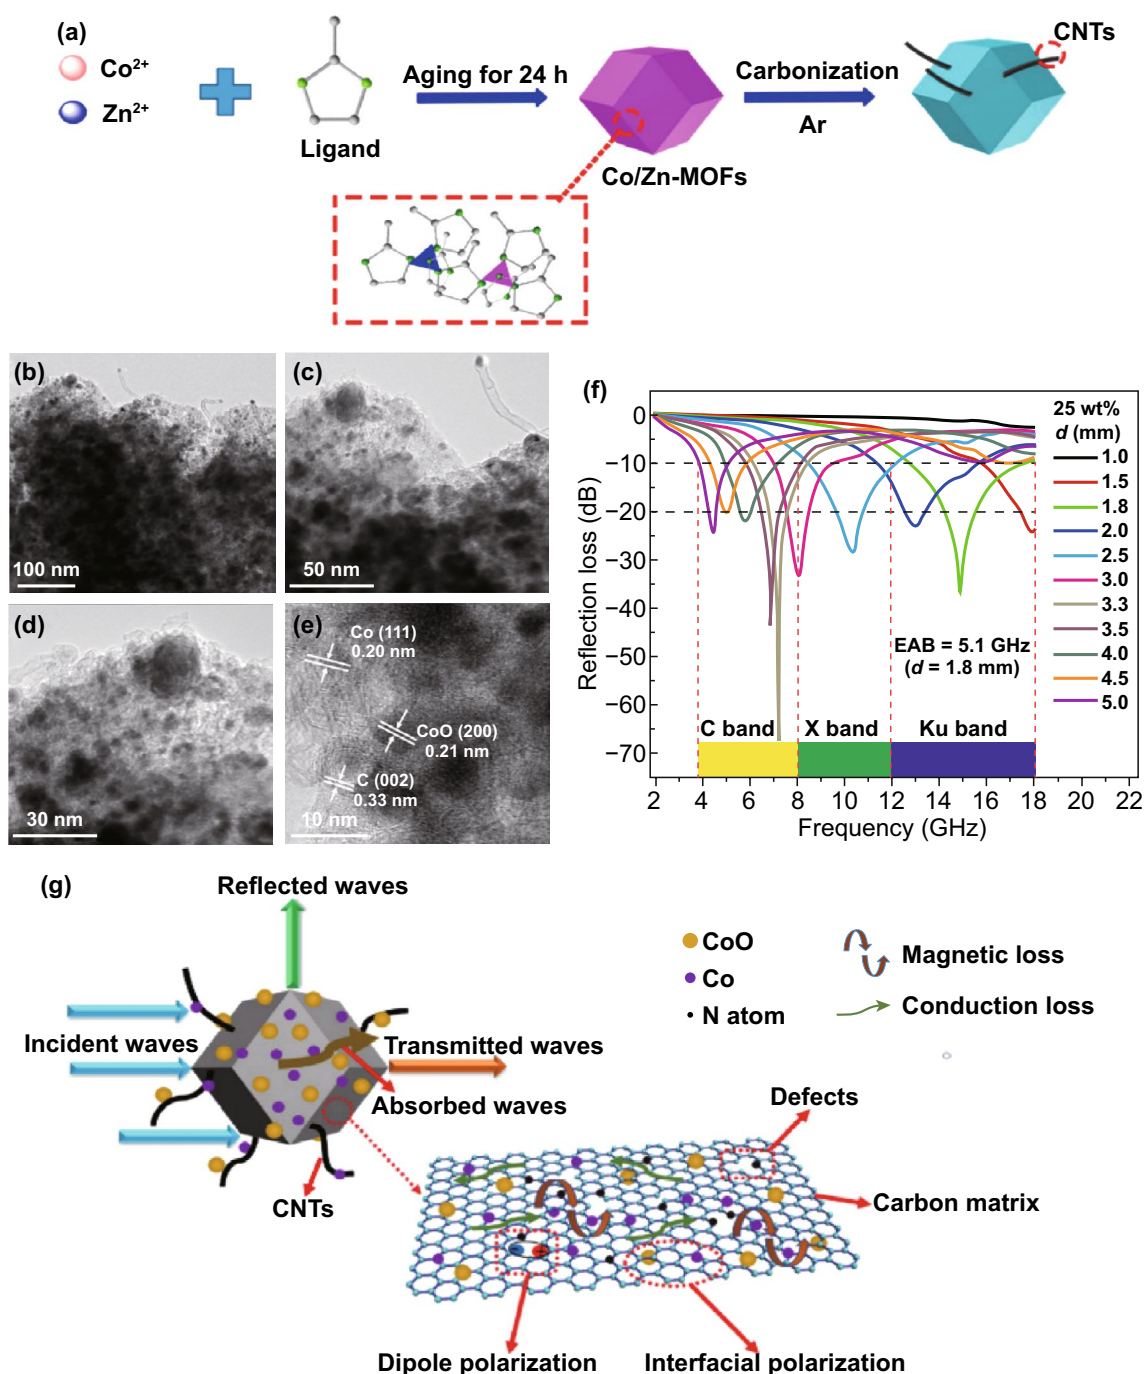 (a)
Co2+
Zn2+
Ligand
Aging for 24 h
Co/Zn-MOFs
Carbonization
Ar
CNTs
(b)
100 nm
(c)
50 nm
(d)
30 nm
(e)
Co (111)
0.20 nm
CoO (200)
0.21 nm
C (002)
0.33 nm
10 nm
(f)
Reflection loss (dB)
0
−10
−20
−30
−40
−50
−60
−70
25 wt%
d (mm)
1.0
1.5
1.8
2.0
2.5
3.0
3.3
3.5
4.0
4.5
5.0
EAB = 5.1 GHz
(d = 1.8 mm)
C band
X band
Ku band
2 4 6 8 10 12 14 16 18 20 22
Frequency (GHz)
(g)
Reflected waves
Incident waves
Transmitted waves
Absorbed waves
CNTs
CoO
Co
N atom
Magnetic loss
Conduction loss
Defects
Carbon matrix
Dipole polarization
Interfacial polarization